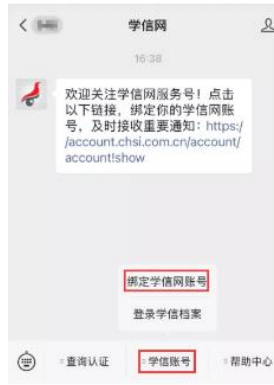 学信网
16:38
欢迎关注学信网服务号！点击
以下链接，绑定你的学信网账
号，及时接收重要通知：https:/
/account.chsi.com.cn/account/
account!show
绑定学信网账号
登录学信档案
查询认证
学信账号
帮助中心